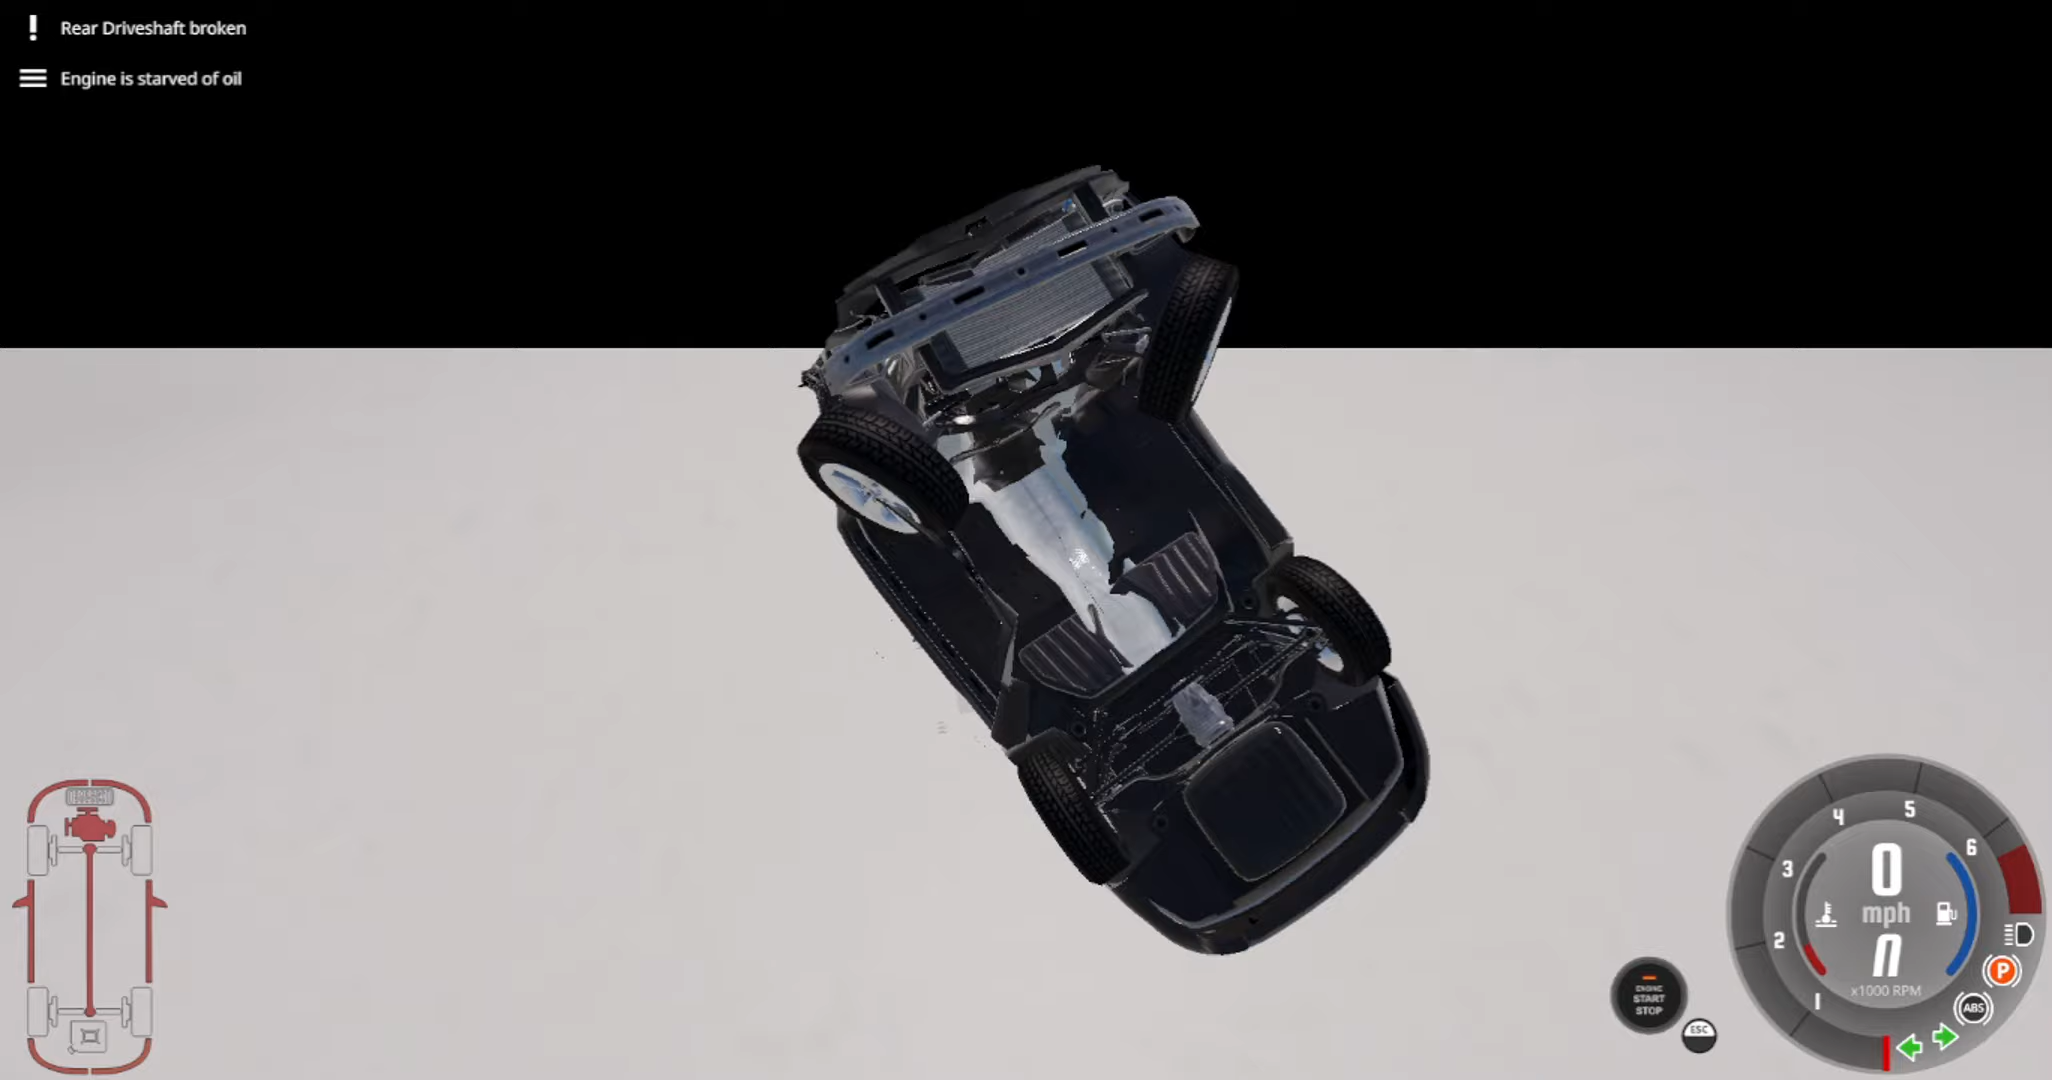 Rear Driveshaft broken
Engine is starved of oil
4
5
3
6
0
mph
2
n
x1000 RPM
1
P
ABS
ENGINE
START
STOP
ESC